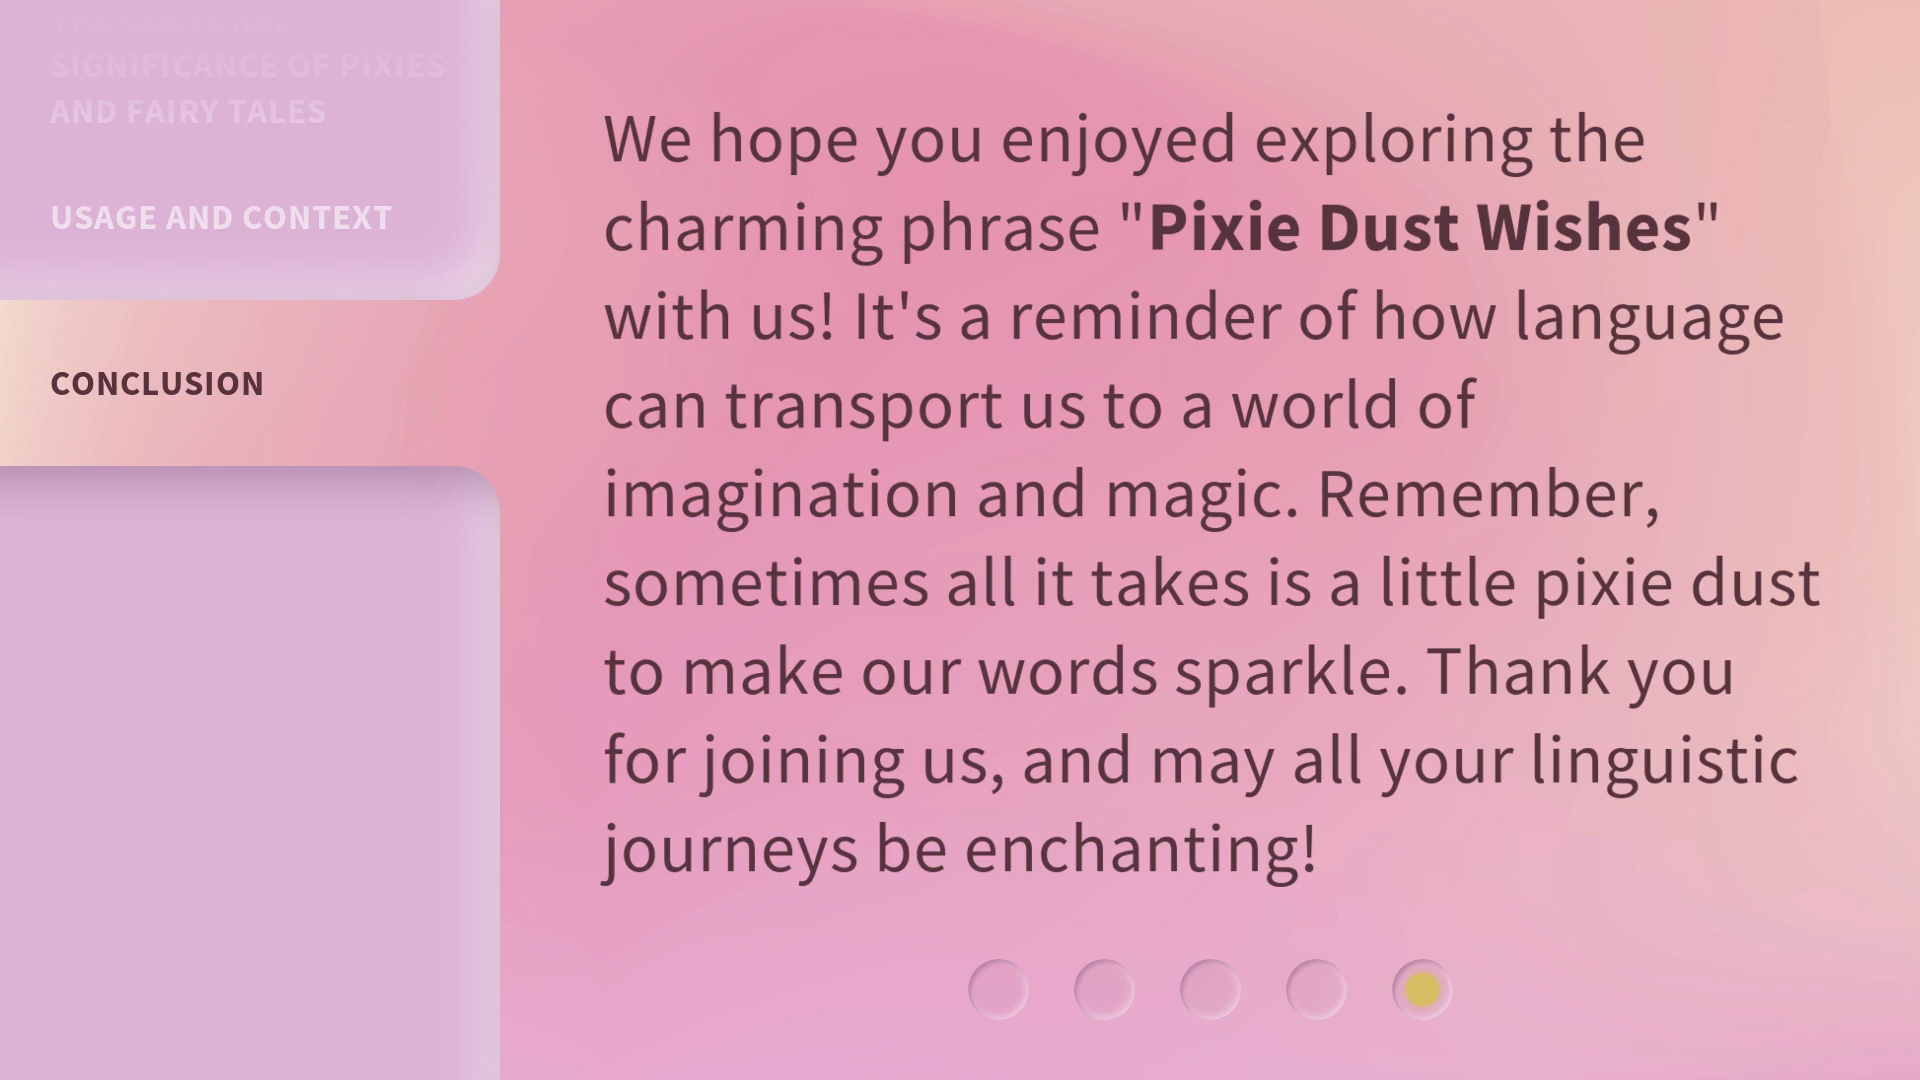 THE CULTURAL
SIGNIFICANCE OF PIXIES
AND FAIRY TALES
USAGE AND CONTEXT
CONCLUSION
We hope you enjoyed exploring the
charming phrase "Pixie Dust Wishes"
with us! It's a reminder of how language
can transport us to a world of
imagination and magic. Remember,
sometimes all it takes is a little pixie dust
to make our words sparkle. Thank you
for joining us, and may all your linguistic
journeys be enchanting!